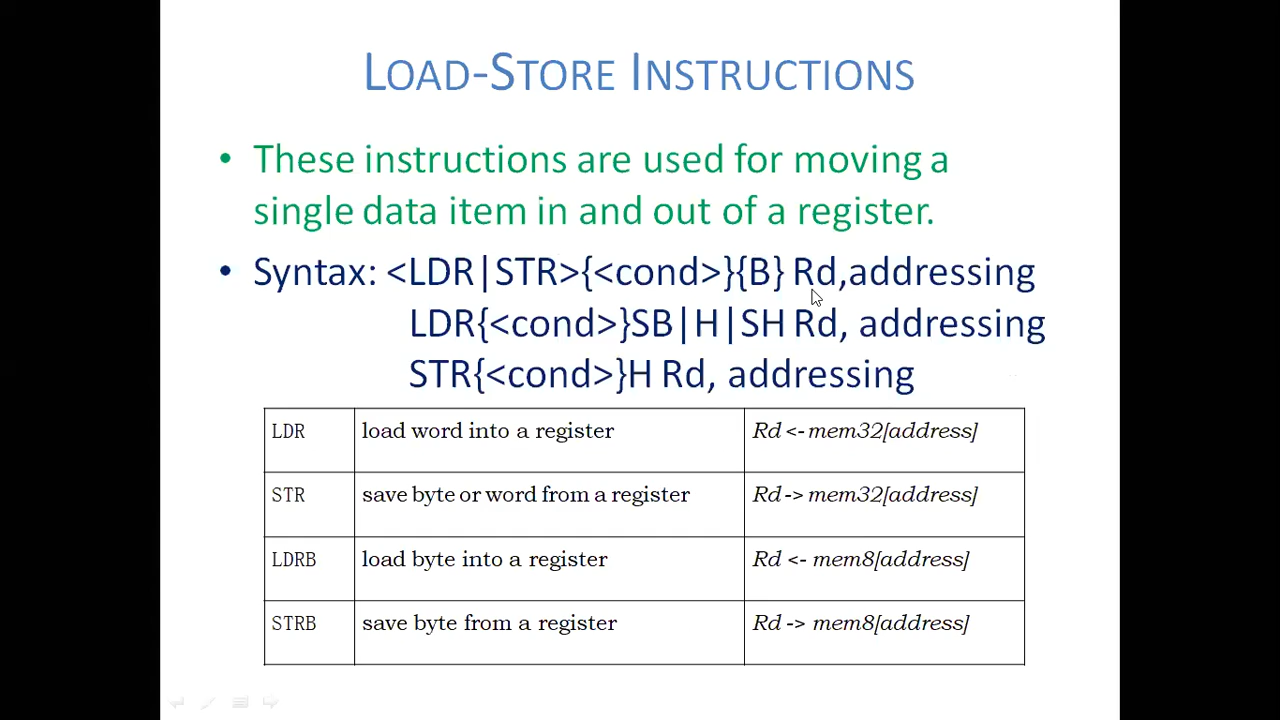 LOAD-STORE INSTRUCTIONS
• These instructions are used for moving a
single data item in and out of a register.
• Syntax: <LDR|STR>{<cond>}{B} Rd,addressing
LDR{<cond>}SB|H|SH Rd, addressing
STR{<cond>}H Rd, addressing
LDR load word into a register Rd <- mem32[address]
STR save byte or word from a register Rd -> mem32[address]
LDRB load byte into a register Rd <- mem8[address]
STRB save byte from a register Rd -> mem8[address]